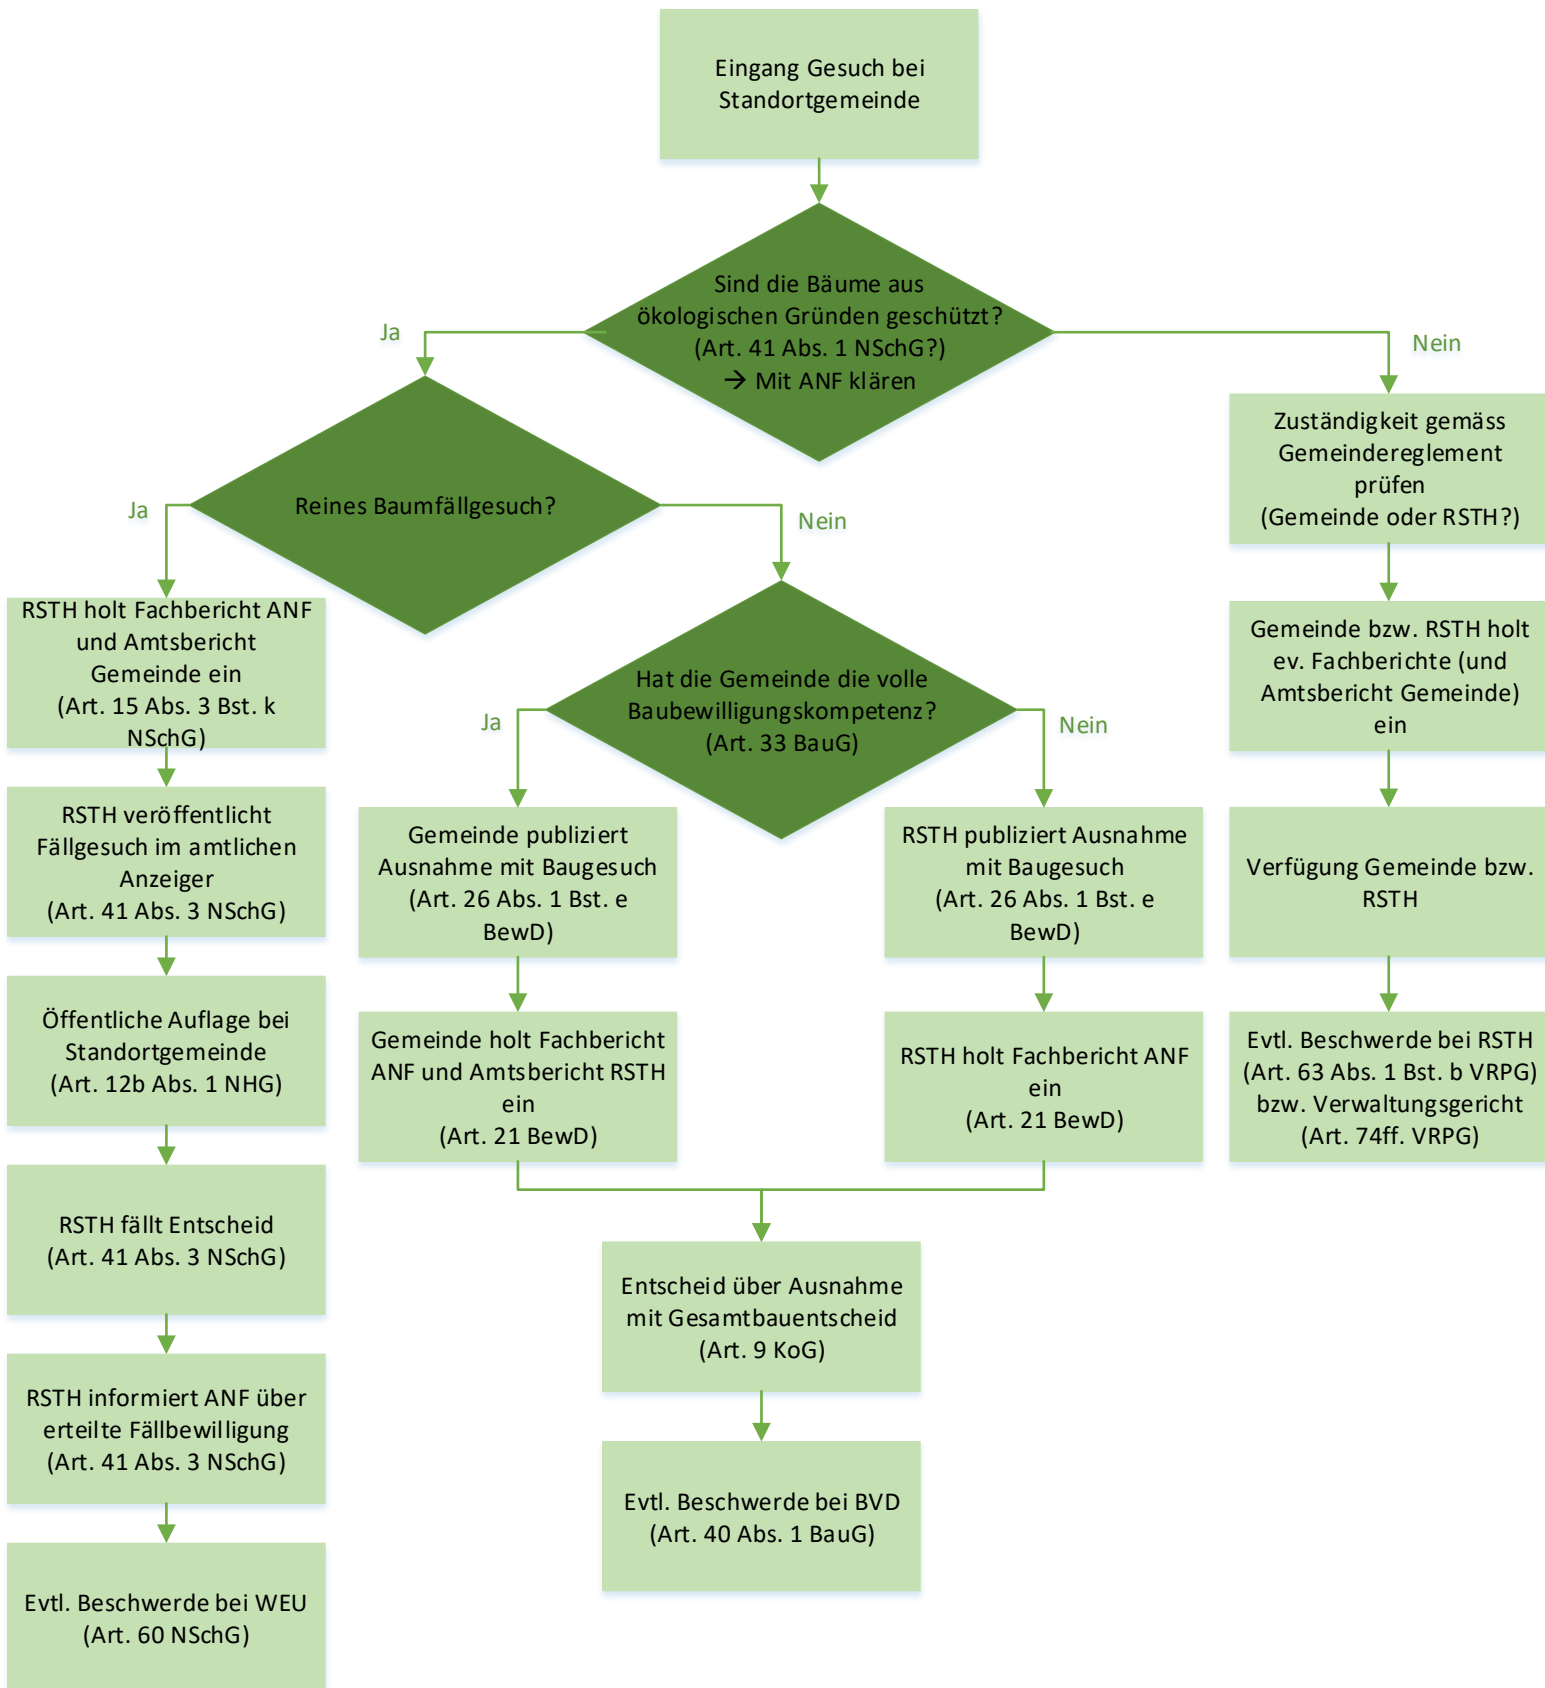 Eingang Gesuch bei
Standortgemeinde
Sind die Bäume aus
ökologischen Gründen geschützt?
(Art. 41 Abs. 1 NSchG?)
→ Mit ANF klären
Ja
Nein
Reines Baumfällgesuch?
Ja
Nein
Zuständigkeit gemäss
Gemeindereglement
prüfen
(Gemeinde oder RSTH?)
RSTH holt Fachbericht ANF
und Amtsbericht
Gemeinde ein
(Art. 15 Abs. 3 Bst. k
NSchG)
Hat die Gemeinde die volle
Baubewilligungskompetenz?
(Art. 33 BauG)
Ja
Nein
Gemeinde bzw. RSTH holt
ev. Fachberichte (und
Amtsbericht Gemeinde)
ein
RSTH veröffentlicht
Fällgesuch im amtlichen
Anzeiger
(Art. 41 Abs. 3 NSchG)
Gemeinde publiziert
Ausnahme mit Baugesuch
(Art. 26 Abs. 1 Bst. e
BewD)
RSTH publiziert Ausnahme
mit Baugesuch
(Art. 26 Abs. 1 Bst. e
BewD)
Verfügung Gemeinde bzw.
RSTH
Öffentliche Auflage bei
Standortgemeinde
(Art. 12b Abs. 1 NHG)
Gemeinde holt Fachbericht
ANF und Amtsbericht RSTH
ein
(Art. 21 BewD)
RSTH holt Fachbericht ANF
ein
(Art. 21 BewD)
Evtl. Beschwerde bei RSTH
(Art. 63 Abs. 1 Bst. b VRPG)
bzw. Verwaltungsgericht
(Art. 74ff. VRPG)
RSTH fällt Entscheid
(Art. 41 Abs. 3 NSchG)
Entscheid über Ausnahme
mit Gesamtbauentscheid
(Art. 9 KoG)
RSTH informiert ANF über
erteilte Fällbewilligung
(Art. 41 Abs. 3 NSchG)
Evtl. Beschwerde bei BVD
(Art. 40 Abs. 1 BauG)
Evtl. Beschwerde bei WEU
(Art. 60 NSchG)